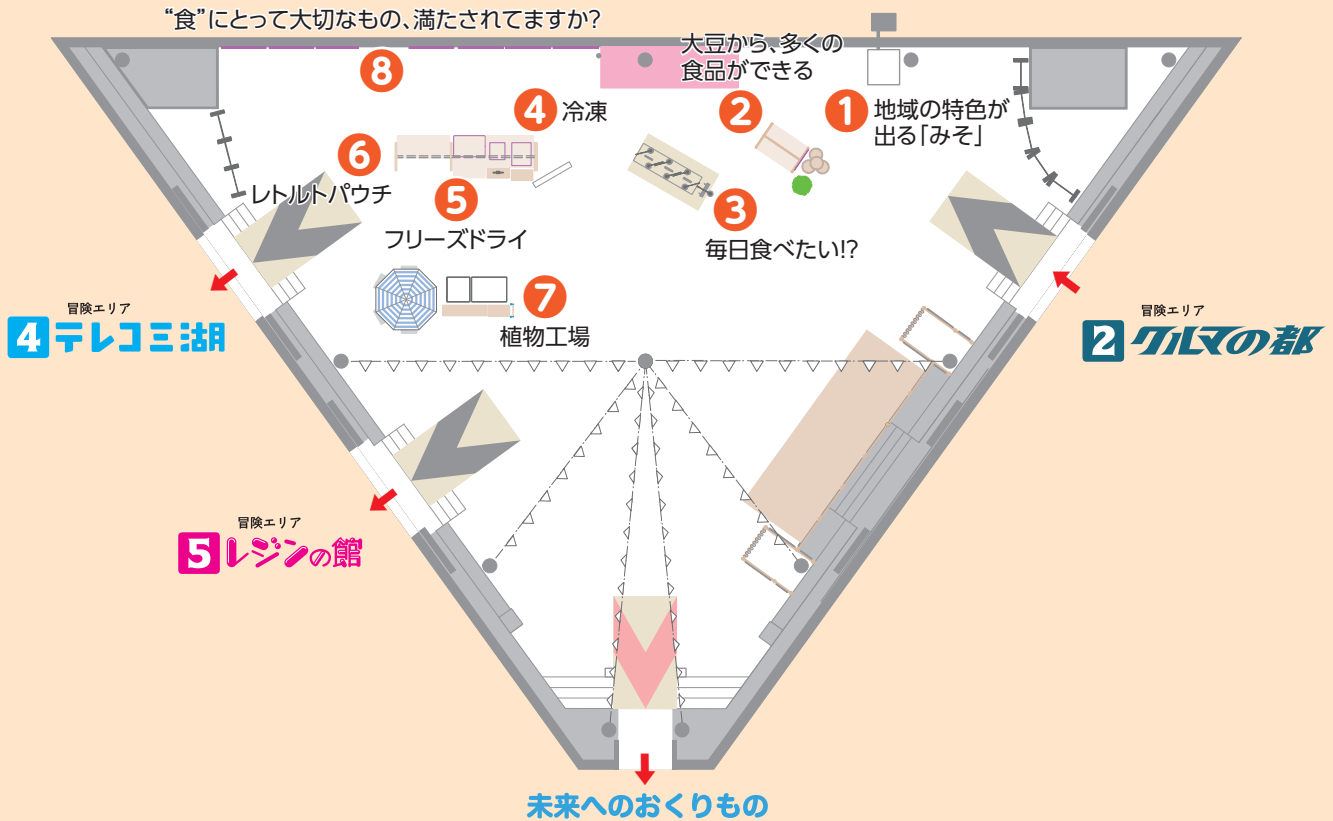 “食”にとって大切なもの、満たされてますか?
8
大豆から、多くの
食品ができる
2
1
地域の特色が
出る「みそ」
4
冷凍
6
レトルトパウチ
5
フリーズドライ
3
毎日食べたい!?
7
植物工場
冒険エリア
4 テレコ三湖
冒険エリア
2 クルマの都
冒険エリア
5 レジンの館
未来へのおくりもの